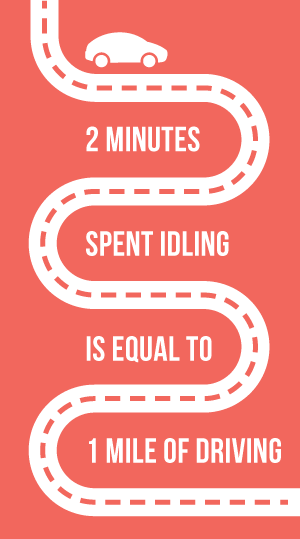 2 MINUTES
SPENT IDLING
IS EQUAL TO
1 MILE OF DRIVING